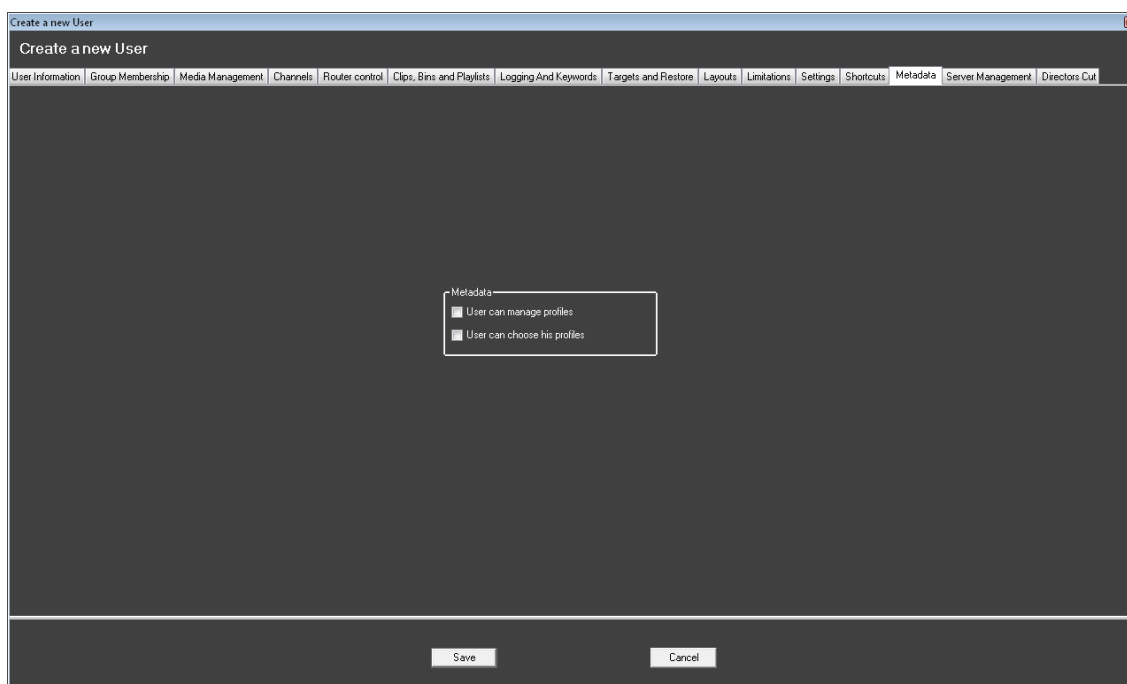 Create a new User
Create a new User
User Information Group Membership Media Management Channels Router control Clips, Bins and Playlists Logging And Keywords Targets and Restore Layouts Limitations Settings Shortcuts Metadata Server Management Directors Cut
Metadata
User can manage profiles
User can choose his profiles
Save Cancel